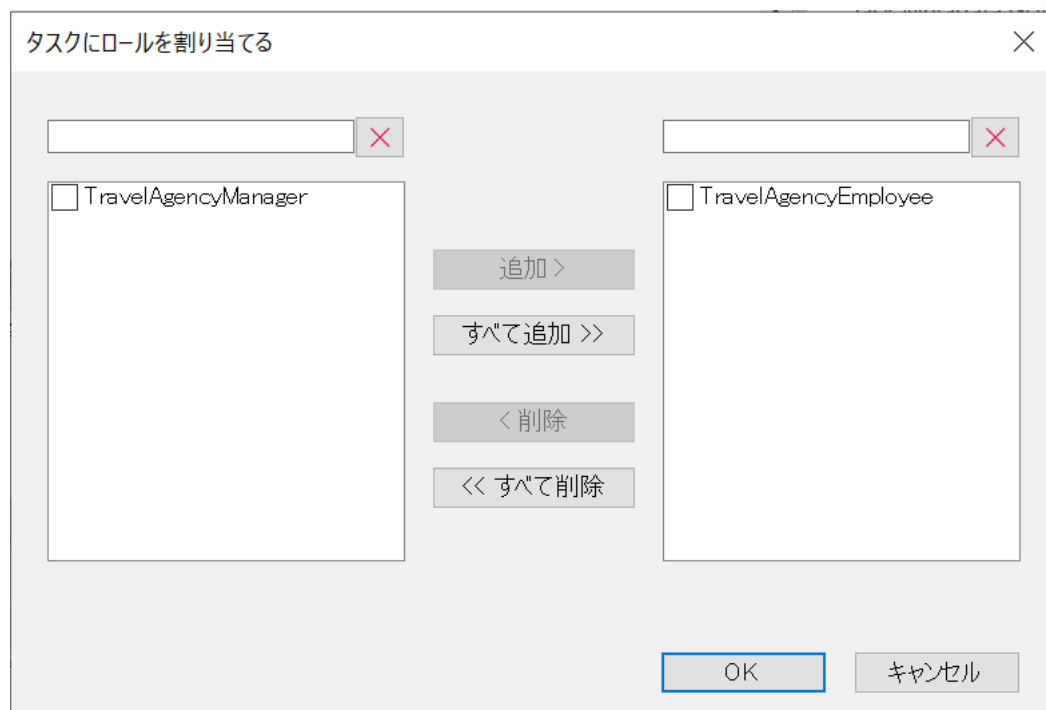 タスクにロールを割り当てる
TravelAgencyManager
追加 >
すべて追加 >>
< 削除
<< すべて削除
TravelAgencyEmployee
OK
キャンセル